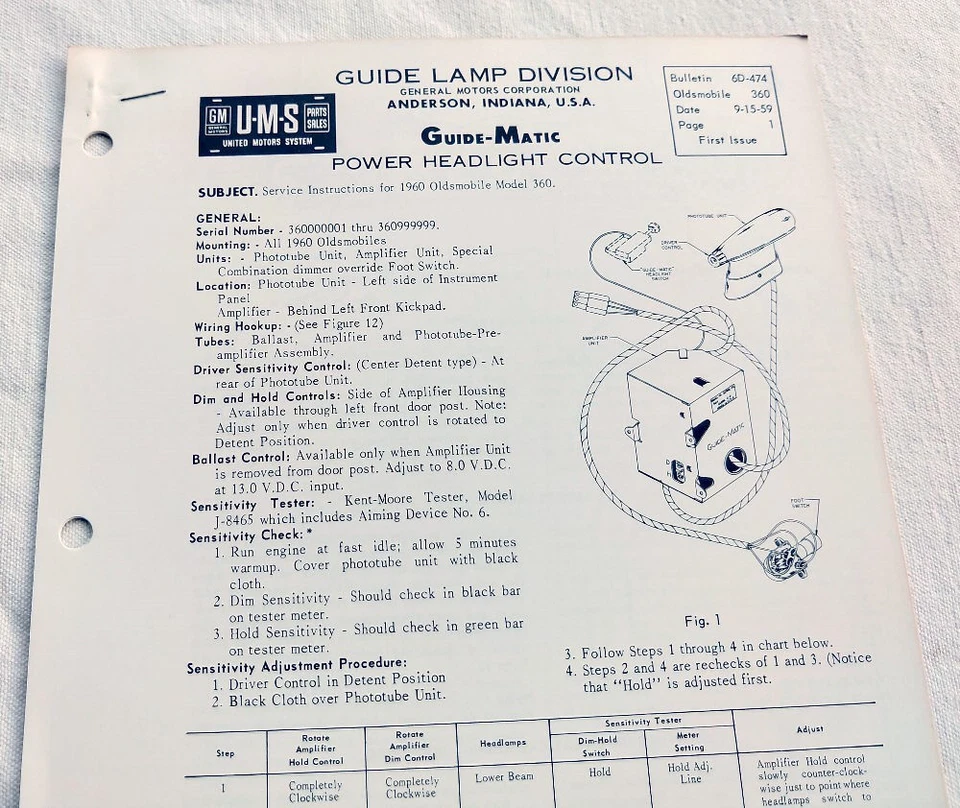 GUIDE LAMP DIVISION
GENERAL MOTORS CORPORATION
ANDERSON, INDIANA, U.S.A.
GUIDE-MATIC
POWER HEADLIGHT CONTROL
GM
GENERAL MOTORS
U·M·S
PARTS
SALES
UNITED MOTORS SYSTEM
Bulletin 6D-474
Oldsmobile 360
Date 9-15-59
Page 1
First Issue
SUBJECT. Service Instructions for 1960 Oldsmobile Model 360.
GENERAL:
Serial Number - 360000001 thru 360999999.
Mounting: - All 1960 Oldsmobiles
Units: - Phototube Unit, Amplifier Unit, Special
Combination dimmer override Foot Switch.
Location: Phototube Unit - Left side of Instrument
Panel
Amplifier - Behind Left Front Kickpad.
Wiring Hookup: - (See Figure 12)
Tubes: Ballast, Amplifier and Phototube-Pre-
amplifier Assembly.
Driver Sensitivity Control: (Center Detent type) - At
rear of Phototube Unit.
Dim and Hold Controls: Side of Amplifier Housing
- Available through left front door post. Note:
Adjust only when driver control is rotated to
Detent Position.
Ballast Control: Available only when Amplifier Unit
is removed from door post. Adjust to 8.0 V.D.C.
at 13.0 V.D.C. input.
Sensitivity Tester: - Kent-Moore Tester, Model
J-8465 which includes Aiming Device No. 6.
Sensitivity Check:*
1. Run engine at fast idle; allow 5 minutes
warmup. Cover phototube unit with black
cloth.
2. Dim Sensitivity - Should check in black bar
on tester meter.
3. Hold Sensitivity - Should check in green bar
on tester meter.
Sensitivity Adjustment Procedure:
1. Driver Control in Detent Position
2. Black Cloth over Phototube Unit.
PHOTOTUBE UNIT
DRIVER
CONTROL
"GUIDE-MATIC"
HEADLIGHT
SWITCH
AMPLIFIER
UNIT
GUIDE-MATIC
D
H
FOOT
SWITCH
Fig. 1
3. Follow Steps 1 through 4 in chart below.
4. Steps 2 and 4 are rechecks of 1 and 3. (Notice
that "Hold" is adjusted first.
Step
Rotate
Amplifier
Hold Control
Rotate
Amplifier
Dim Control
Headlamps
Sensitivity Tester
Dim-Hold
Switch
Meter
Setting
Adjust
1
Completely
Clockwise
Completely
Clockwise
Lower Beam
Hold
Hold Adj.
Line
Amplifier Hold control
slowly counter-clock-
wise just to point where
headlamps switch to